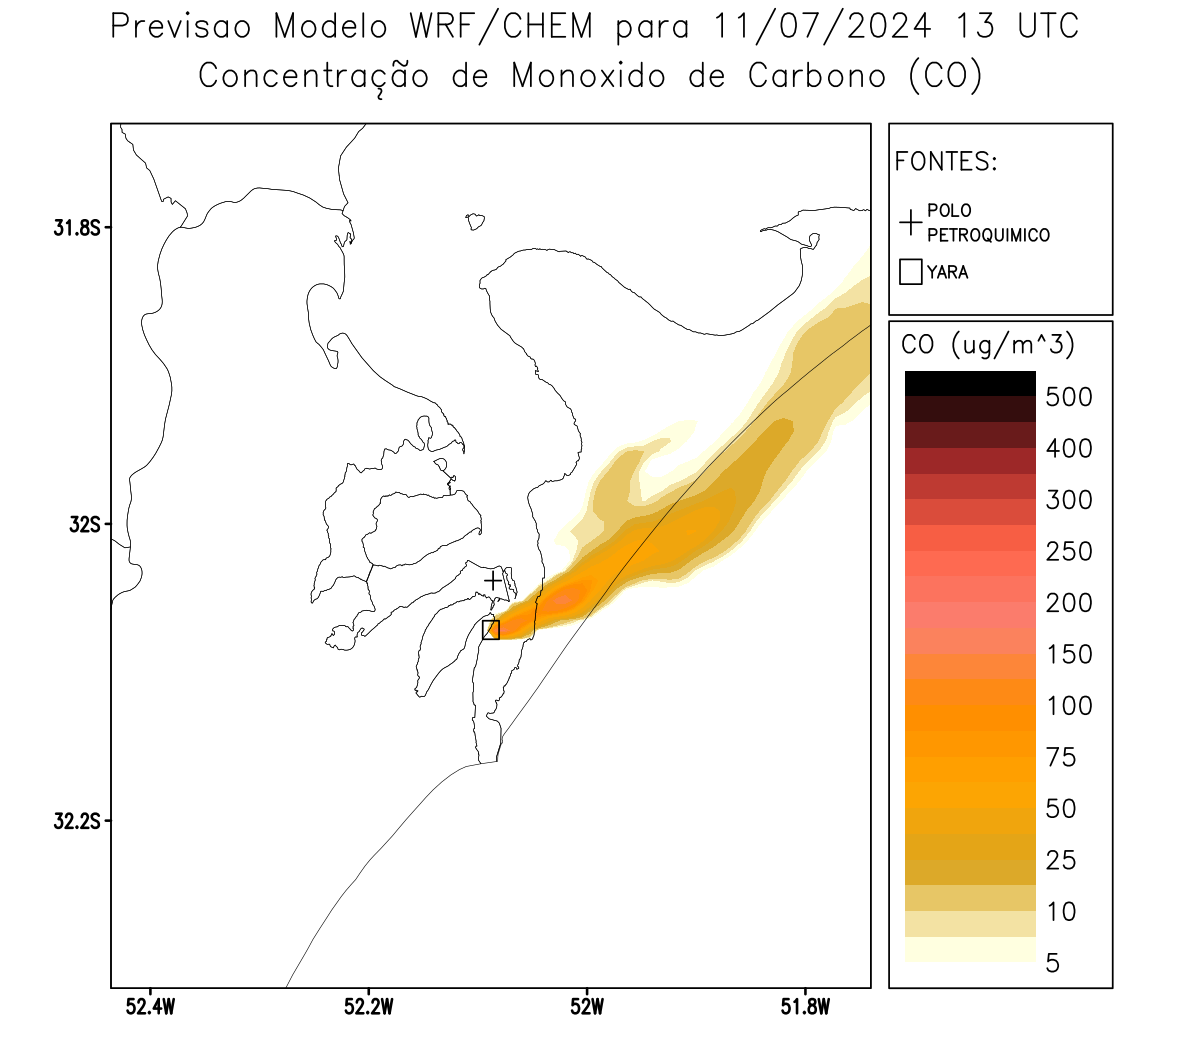 Previsao Modelo WRF/CHEM para 11/07/2024 13 UTC
Concentração de Monoxido de Carbono (CO)
FONTES:
POLO
PETROQUIMICO
YARA
CO (ug/m^3)
500
400
300
250
200
150
100
75
50
25
10
5
31.8S
32S
32.2S
52.4W
52.2W
52W
51.8W